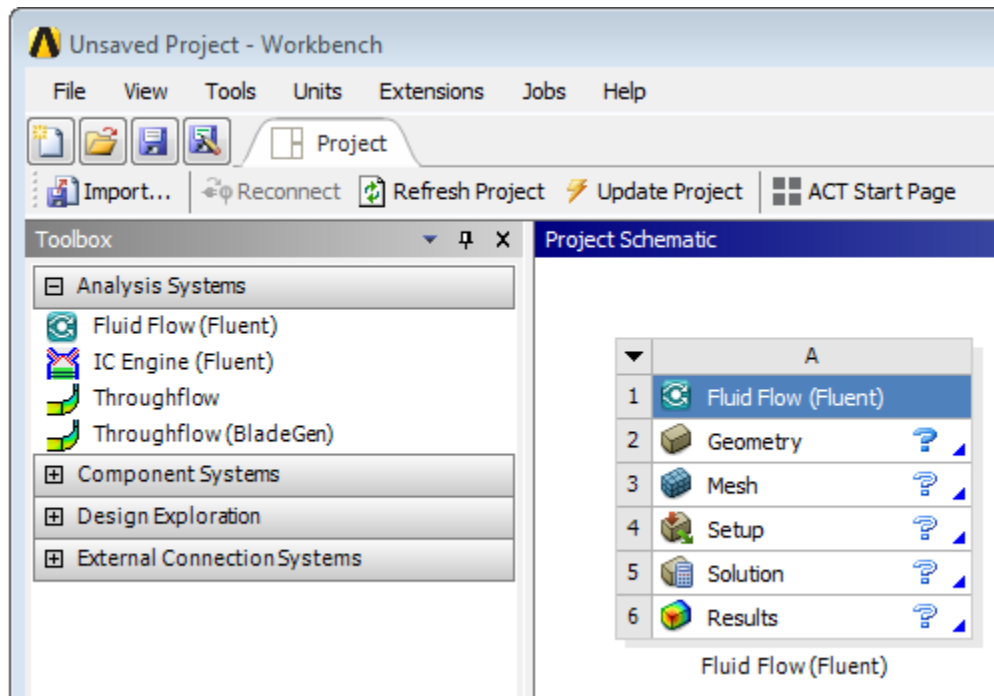 Unsaved Project - Workbench
File View Tools Units Extensions Jobs Help
Project
Import... Reconnect Refresh Project Update Project ACT Start Page
Toolbox
Analysis Systems
Fluid Flow (Fluent)
IC Engine (Fluent)
Throughflow
Throughflow (BladeGen)
Component Systems
Design Exploration
External Connection Systems
Project Schematic
A
1 Fluid Flow (Fluent)
2 Geometry ?
3 Mesh ?
4 Setup ?
5 Solution ?
6 Results ?
Fluid Flow (Fluent)